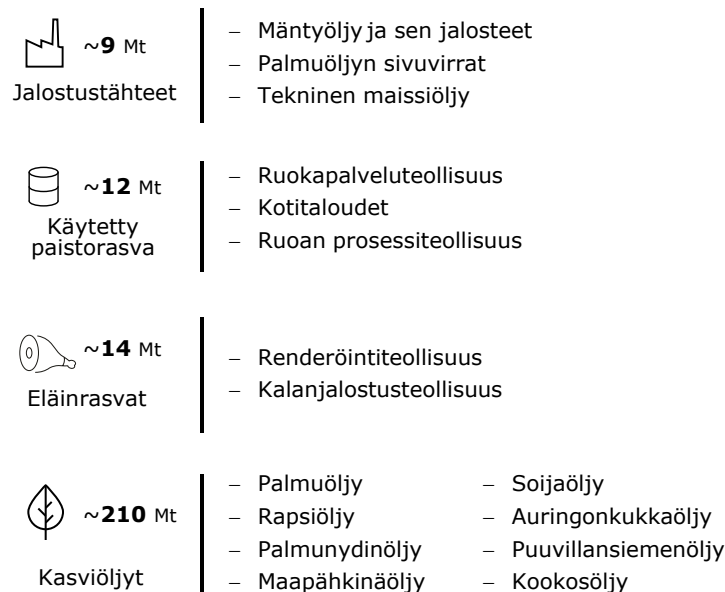 ~9 Mt
Jalostustähteet
– Mäntyöljy ja sen jalosteet
– Palmuöljyn sivuvirrat
– Tekninen maissiöljy
~12 Mt
Käytetty
paistorasva
– Ruokapalveluteollisuus
– Kotitaloudet
– Ruoan prosessiteollisuus
~14 Mt
Eläinrasvat
– Renderöintiteollisuus
– Kalanjalostusteollisuus
~210 Mt
Kasviöljyt
– Palmuöljy
– Rapsiöljy
– Palmunydinöljy
– Maapähkinäöljy
– Soijaöljy
– Auringonkukkaöljy
– Puuvillansiemenöljy
– Kookosöljy